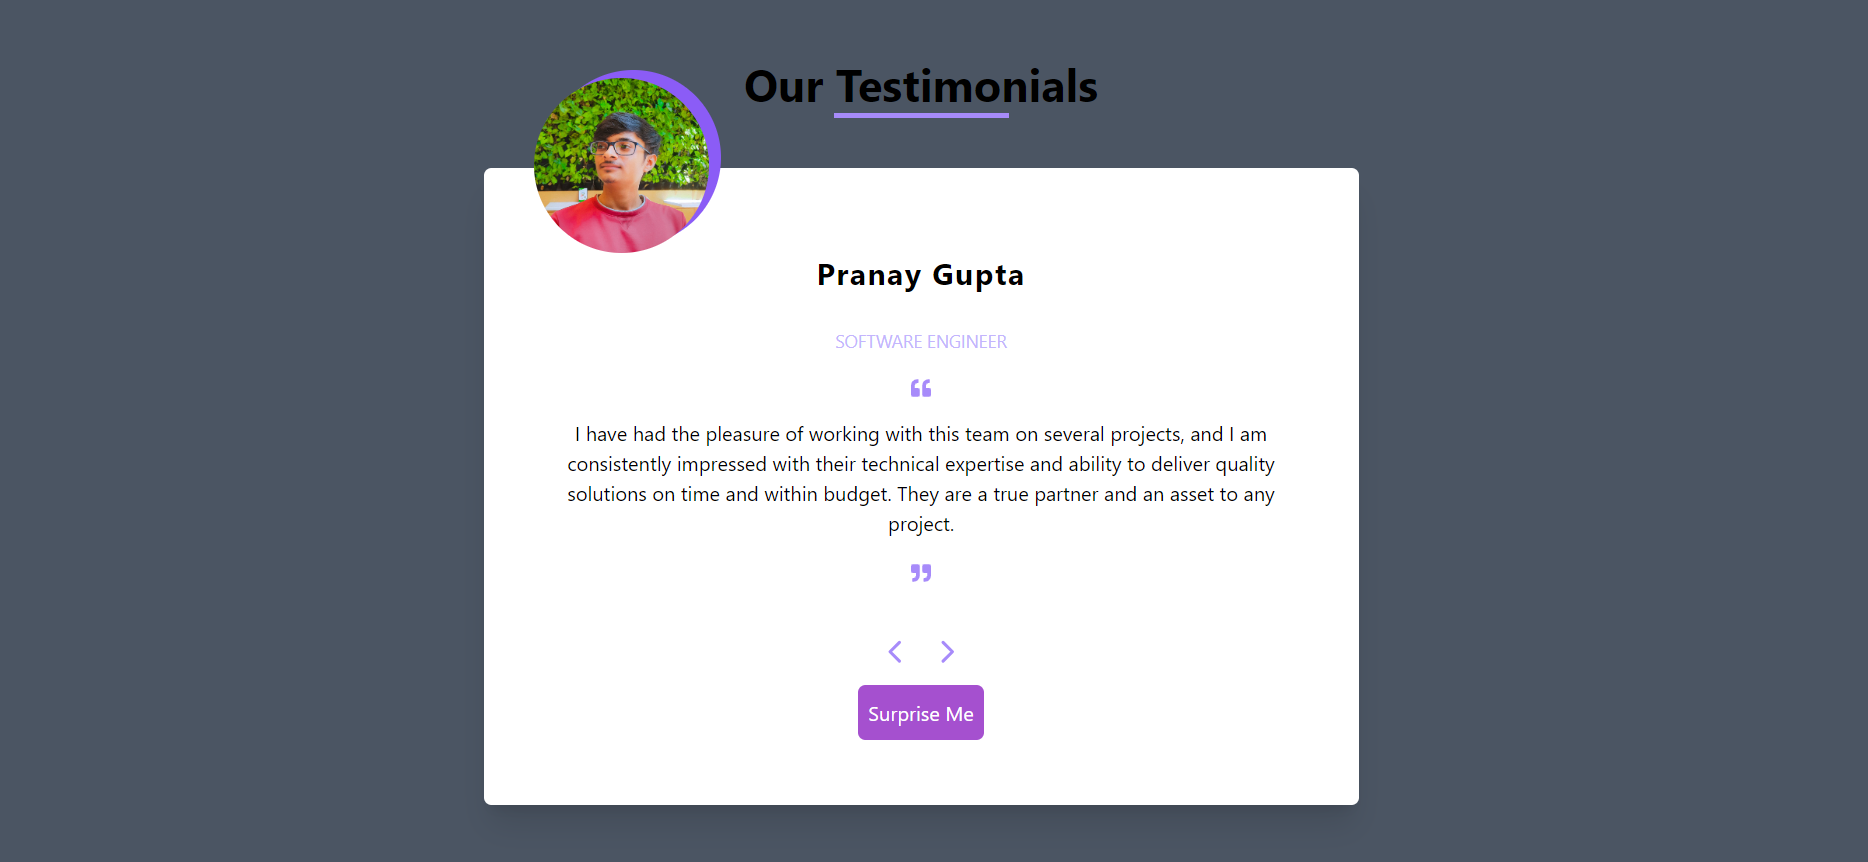 Our Testimonials
Pranay Gupta
SOFTWARE ENGINEER
❝
I have had the pleasure of working with this team on several projects, and I am
consistently impressed with their technical expertise and ability to deliver quality
solutions on time and within budget. They are a true partner and an asset to any
project.
❞
Surprise Me